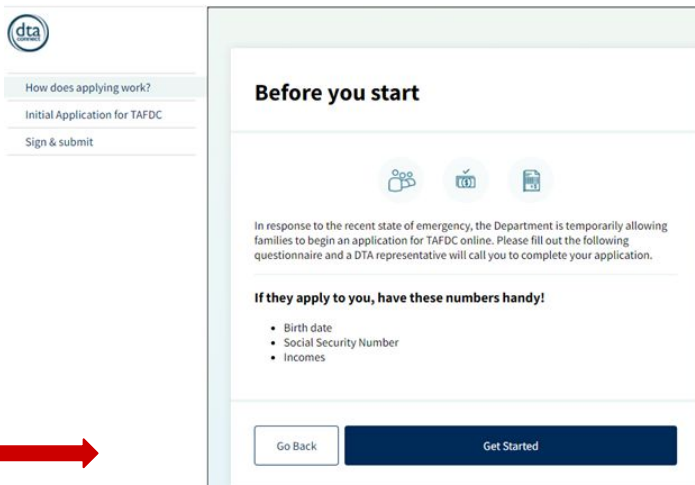 dta
connect
How does applying work?
Initial Application for TAFDC
Sign & submit
Before you start
In response to the recent state of emergency, the Department is temporarily allowing
families to begin an application for TAFDC online. Please fill out the following
questionnaire and a DTA representative will call you to complete your application.
If they apply to you, have these numbers handy!
• Birth date
• Social Security Number
• Incomes
Go Back
Get Started